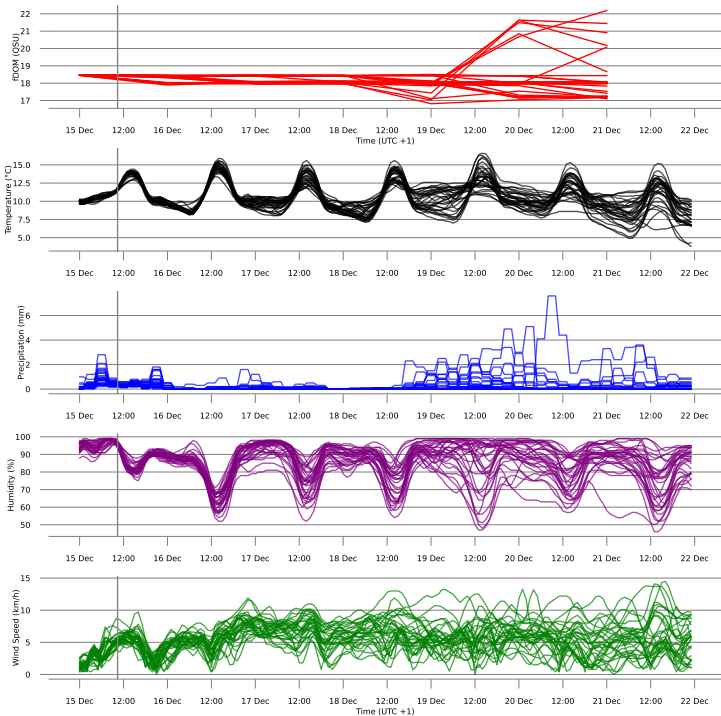 22
21
20
19
18
17
fDOM (QSU)
15 Dec 12:00 16 Dec 12:00 17 Dec 12:00 18 Dec 12:00 19 Dec 12:00 20 Dec 12:00 21 Dec 12:00 22 Dec
Time (UTC +1)
15.0
12.5
10.0
7.5
5.0
Temperature (°C)
15 Dec 12:00 16 Dec 12:00 17 Dec 12:00 18 Dec 12:00 19 Dec 12:00 20 Dec 12:00 21 Dec 12:00 22 Dec
6
4
2
0
Precipitation (mm)
15 Dec 12:00 16 Dec 12:00 17 Dec 12:00 18 Dec 12:00 19 Dec 12:00 20 Dec 12:00 21 Dec 12:00 22 Dec
100
90
80
70
60
50
Humidity (%)
15 Dec 12:00 16 Dec 12:00 17 Dec 12:00 18 Dec 12:00 19 Dec 12:00 20 Dec 12:00 21 Dec 12:00 22 Dec
15
10
5
0
Wind Speed (km/h)
15 Dec 12:00 16 Dec 12:00 17 Dec 12:00 18 Dec 12:00 19 Dec 12:00 20 Dec 12:00 21 Dec 12:00 22 Dec
Time (UTC +1)